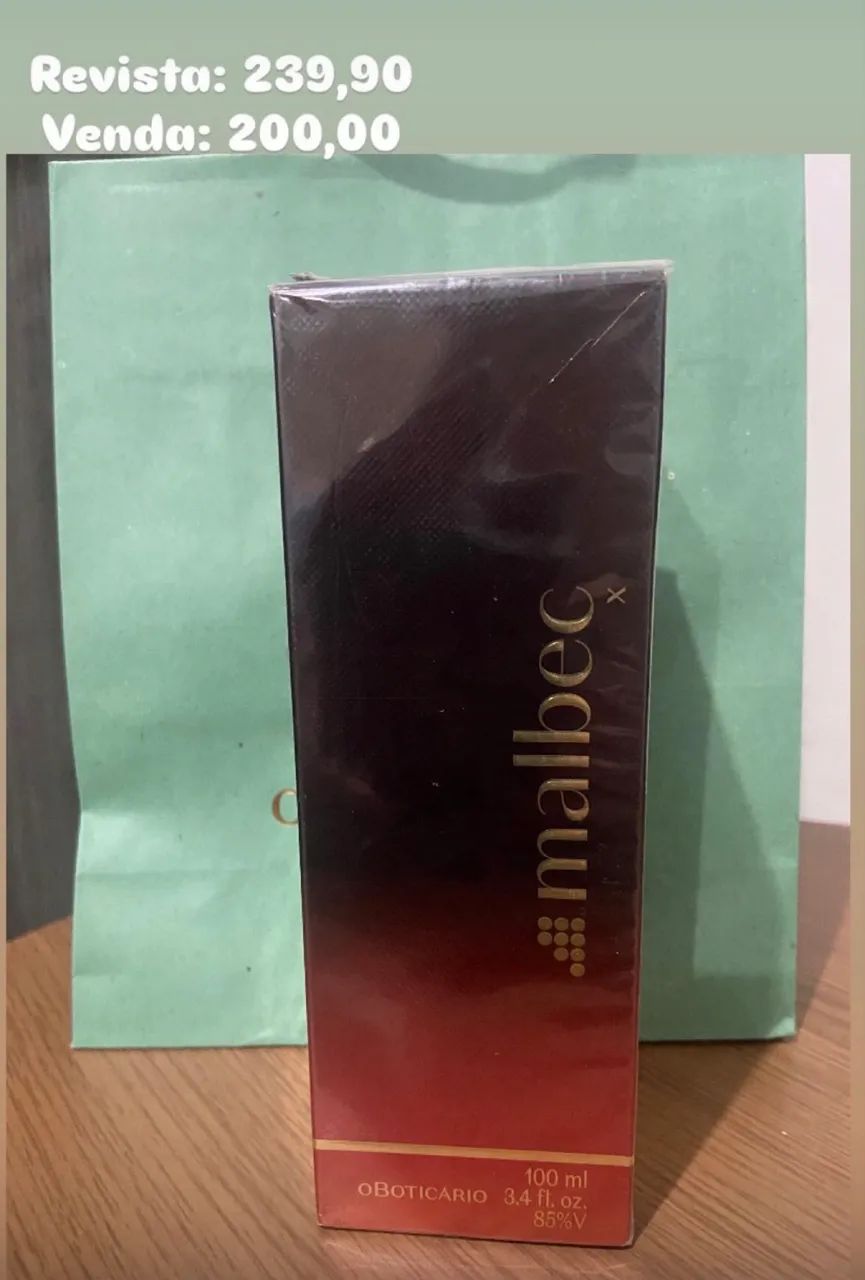 Revista: 239,90
Venda: 200,00
malbec x
oBOTICARIO
100 ml
3.4 fl. oz.
85%V